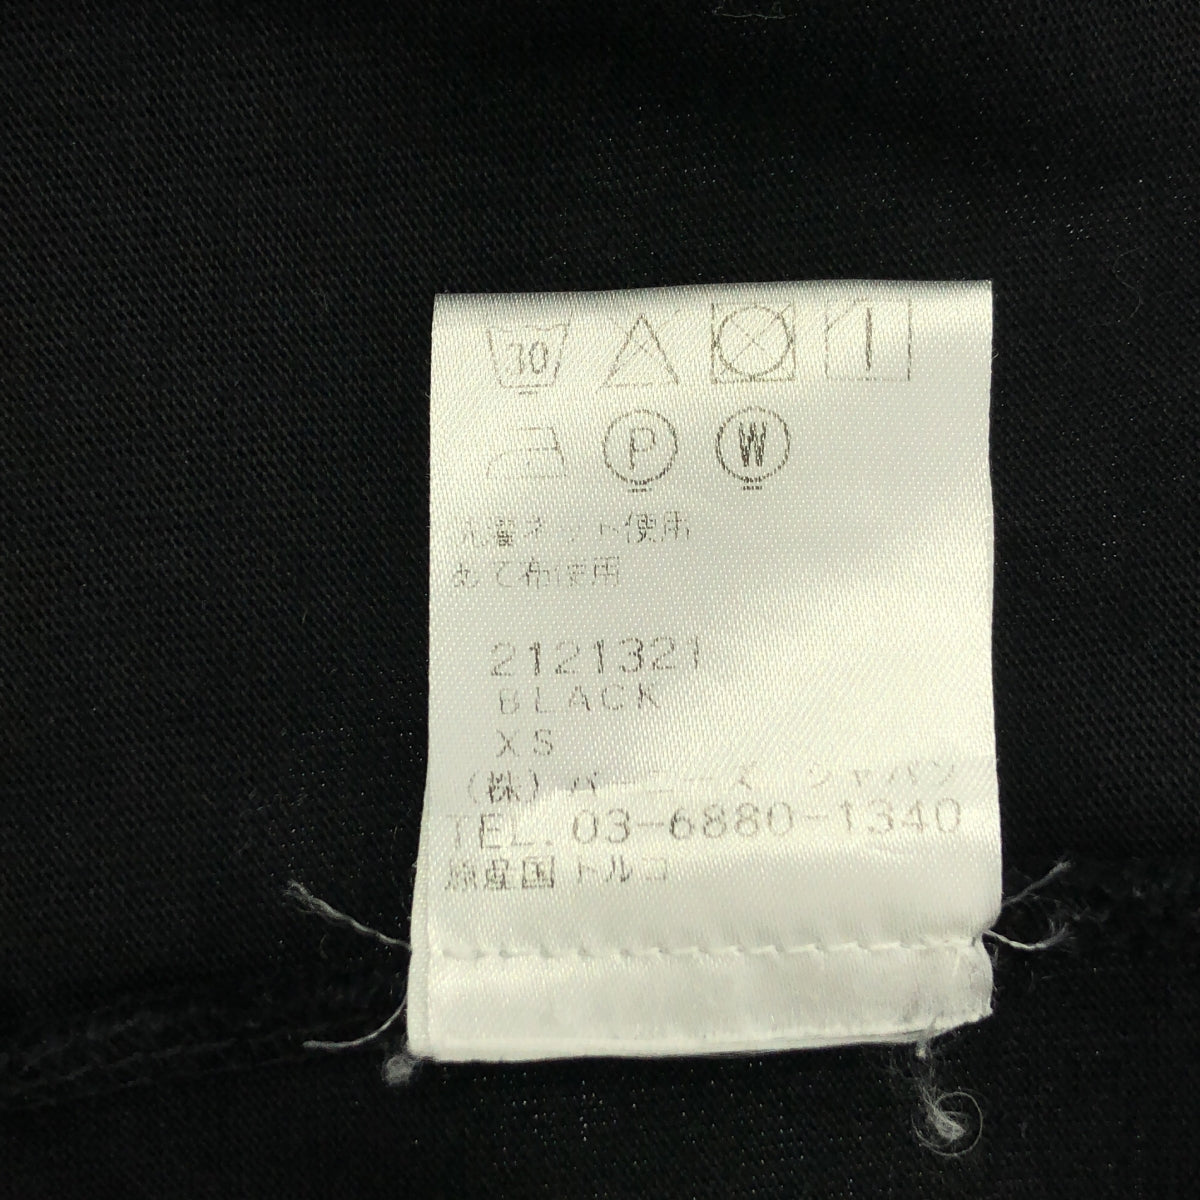 30
P W
洗濯ネット使用
あて布使用
2121321
BLACK
XS
(株)バーニーズ ジャパン
TEL. 03-6880-1340
原産国トルコ